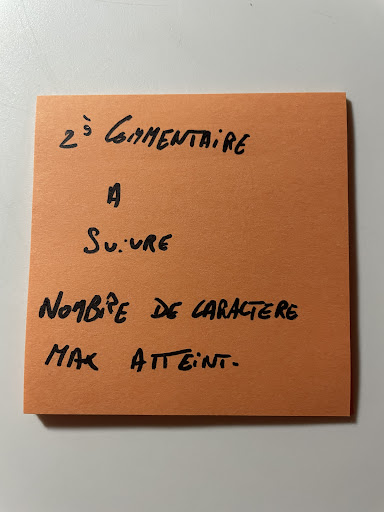 2è COMMENTAIRE
A
SUIVRE
NOMBRE DE CARACTERE
MAX ATTEINT.